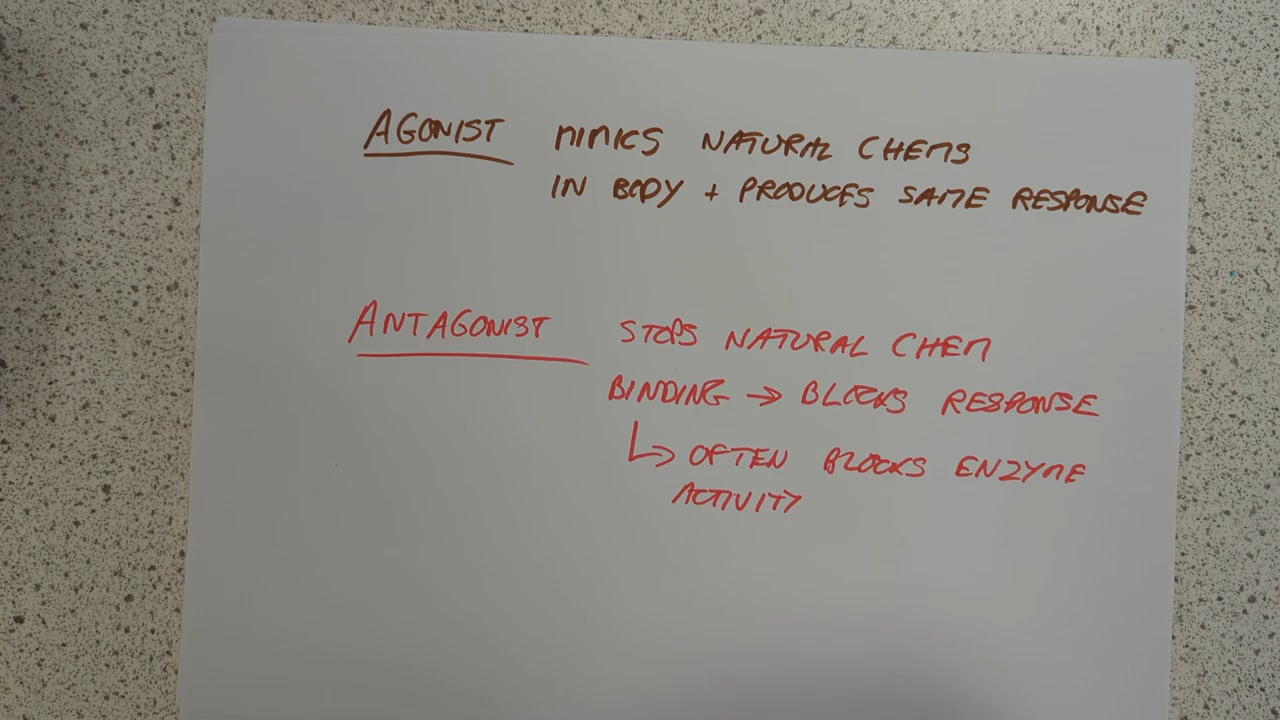 AGONIST MIMICS NATURAL CHEMS
IN BODY + PRODUCES SAME RESPONSE
ANTAGONIST STOPS NATURAL CHEM
BINDING → BLOCKS RESPONSE
↳ OFTEN BLOCKS ENZYME
ACTIVITY